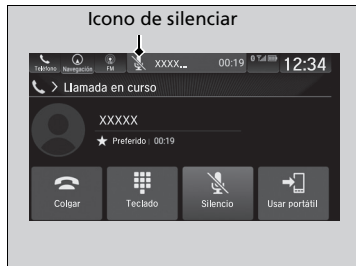 Icono de silenciar
Teléfono Navegación FM XXXX... 00:19 12:34
> Llamada en curso
XXXXX
★ Preferido | 00:19
Colgar Teclado Silencio Usar portátil